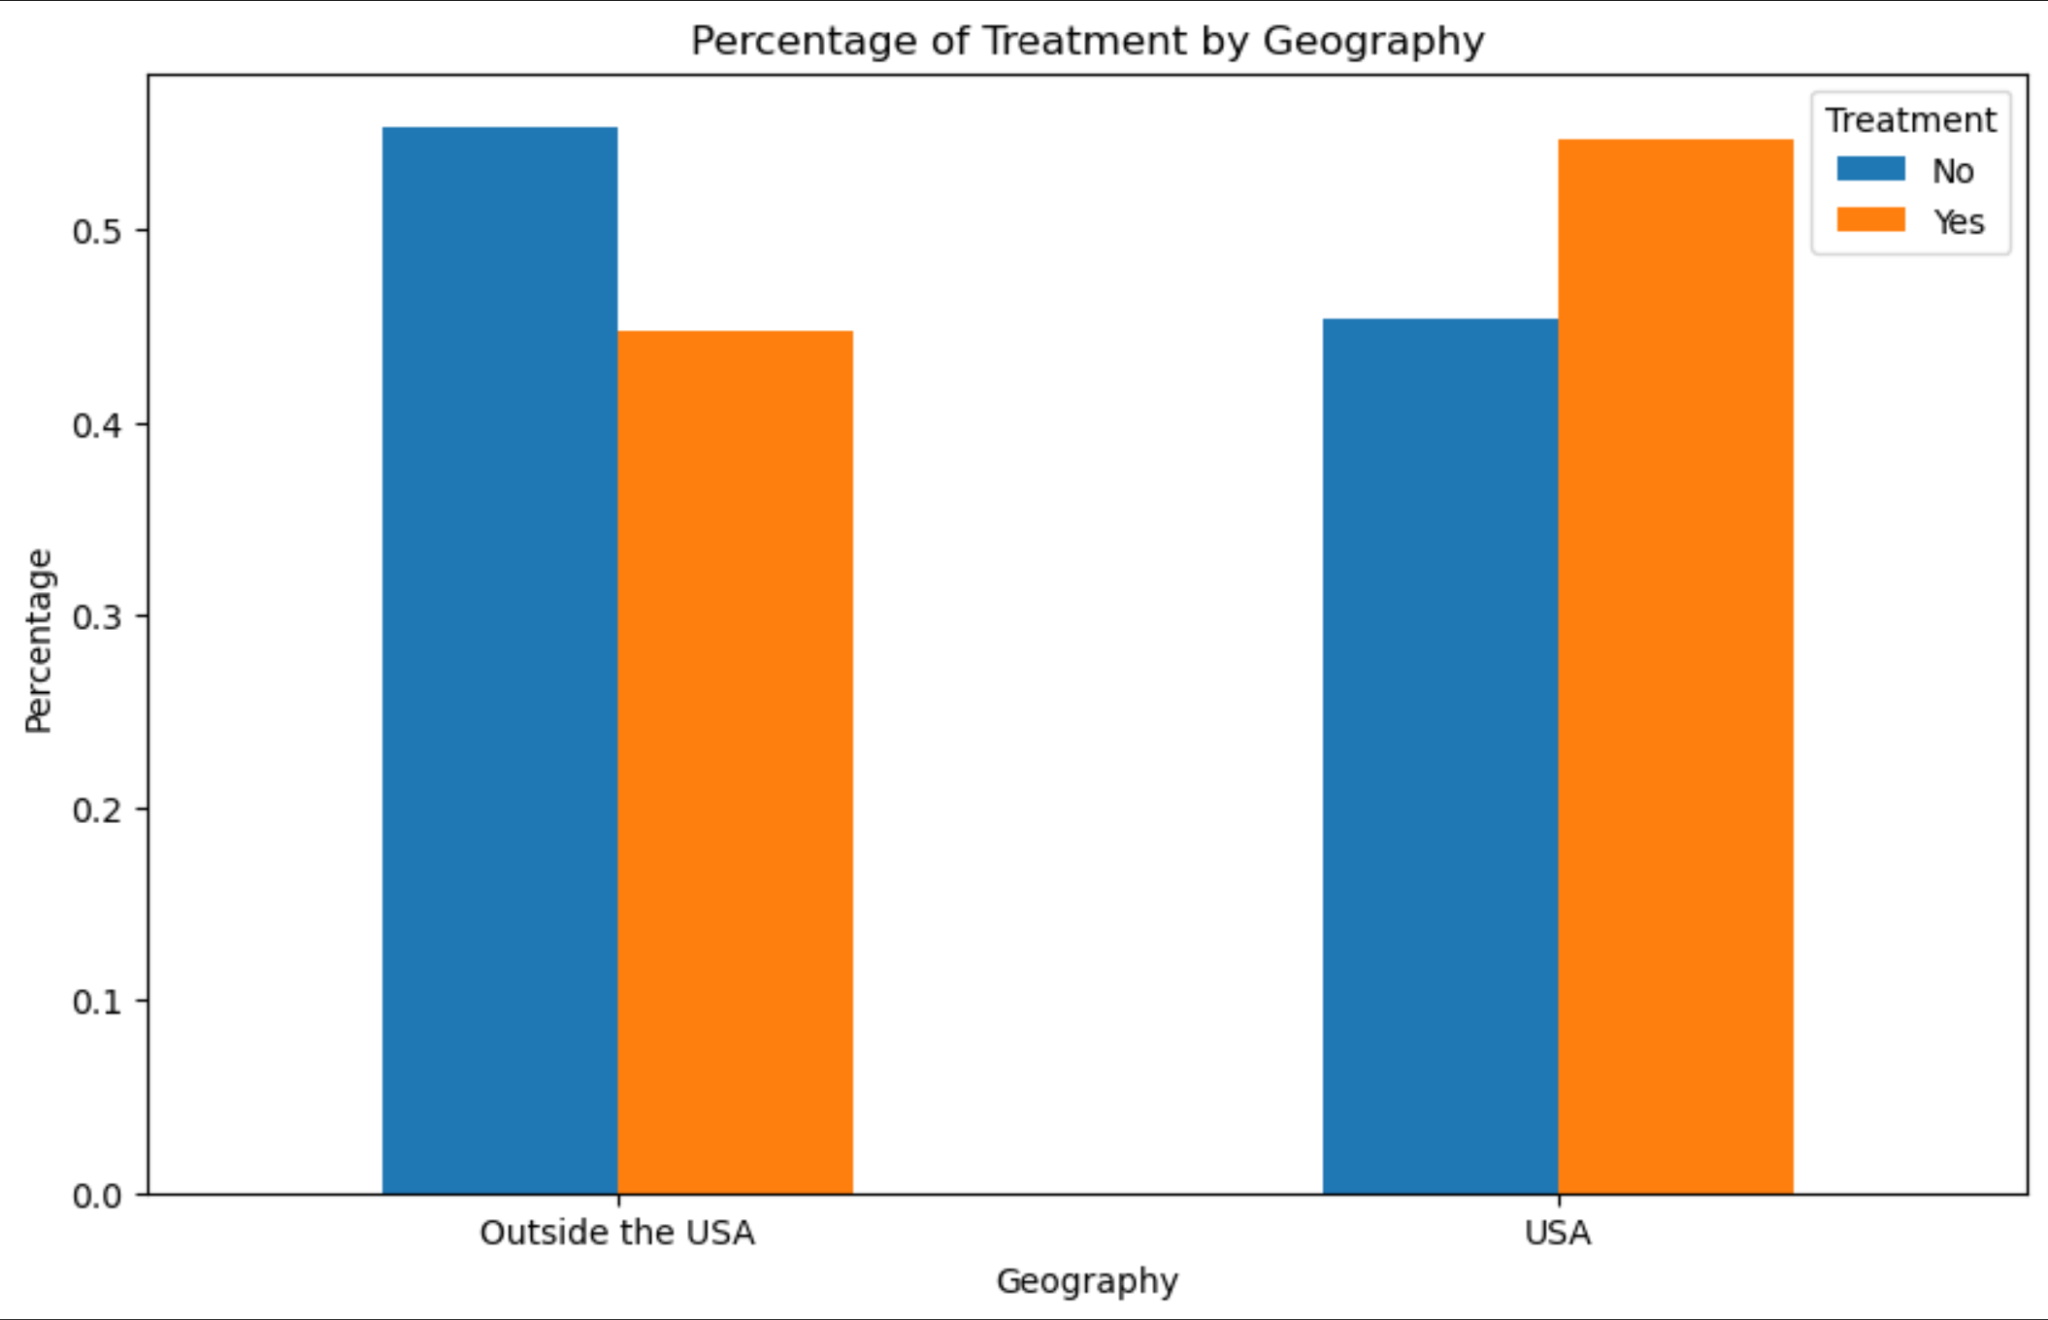 Percentage of Treatment by Geography
Treatment
No
Yes
Percentage
0.5
0.4
0.3
0.2
0.1
0.0
Outside the USA
USA
Geography